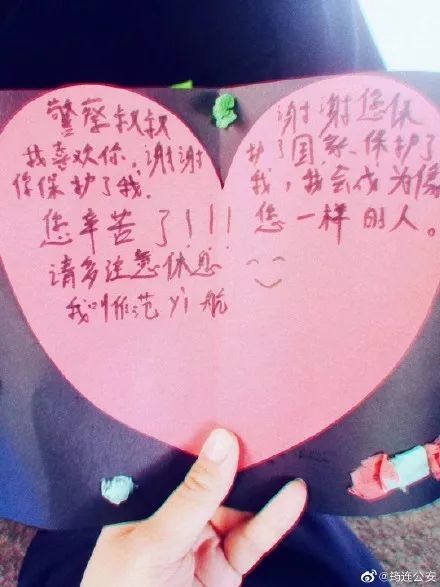 警察叔叔
我喜欢你，谢谢
你保护了我。
您辛苦了！！！
请多注意休息
我叫作范yi航
谢谢您保
护了国家、保护了
我，我会成为像
您一样的人。
@筠连公安